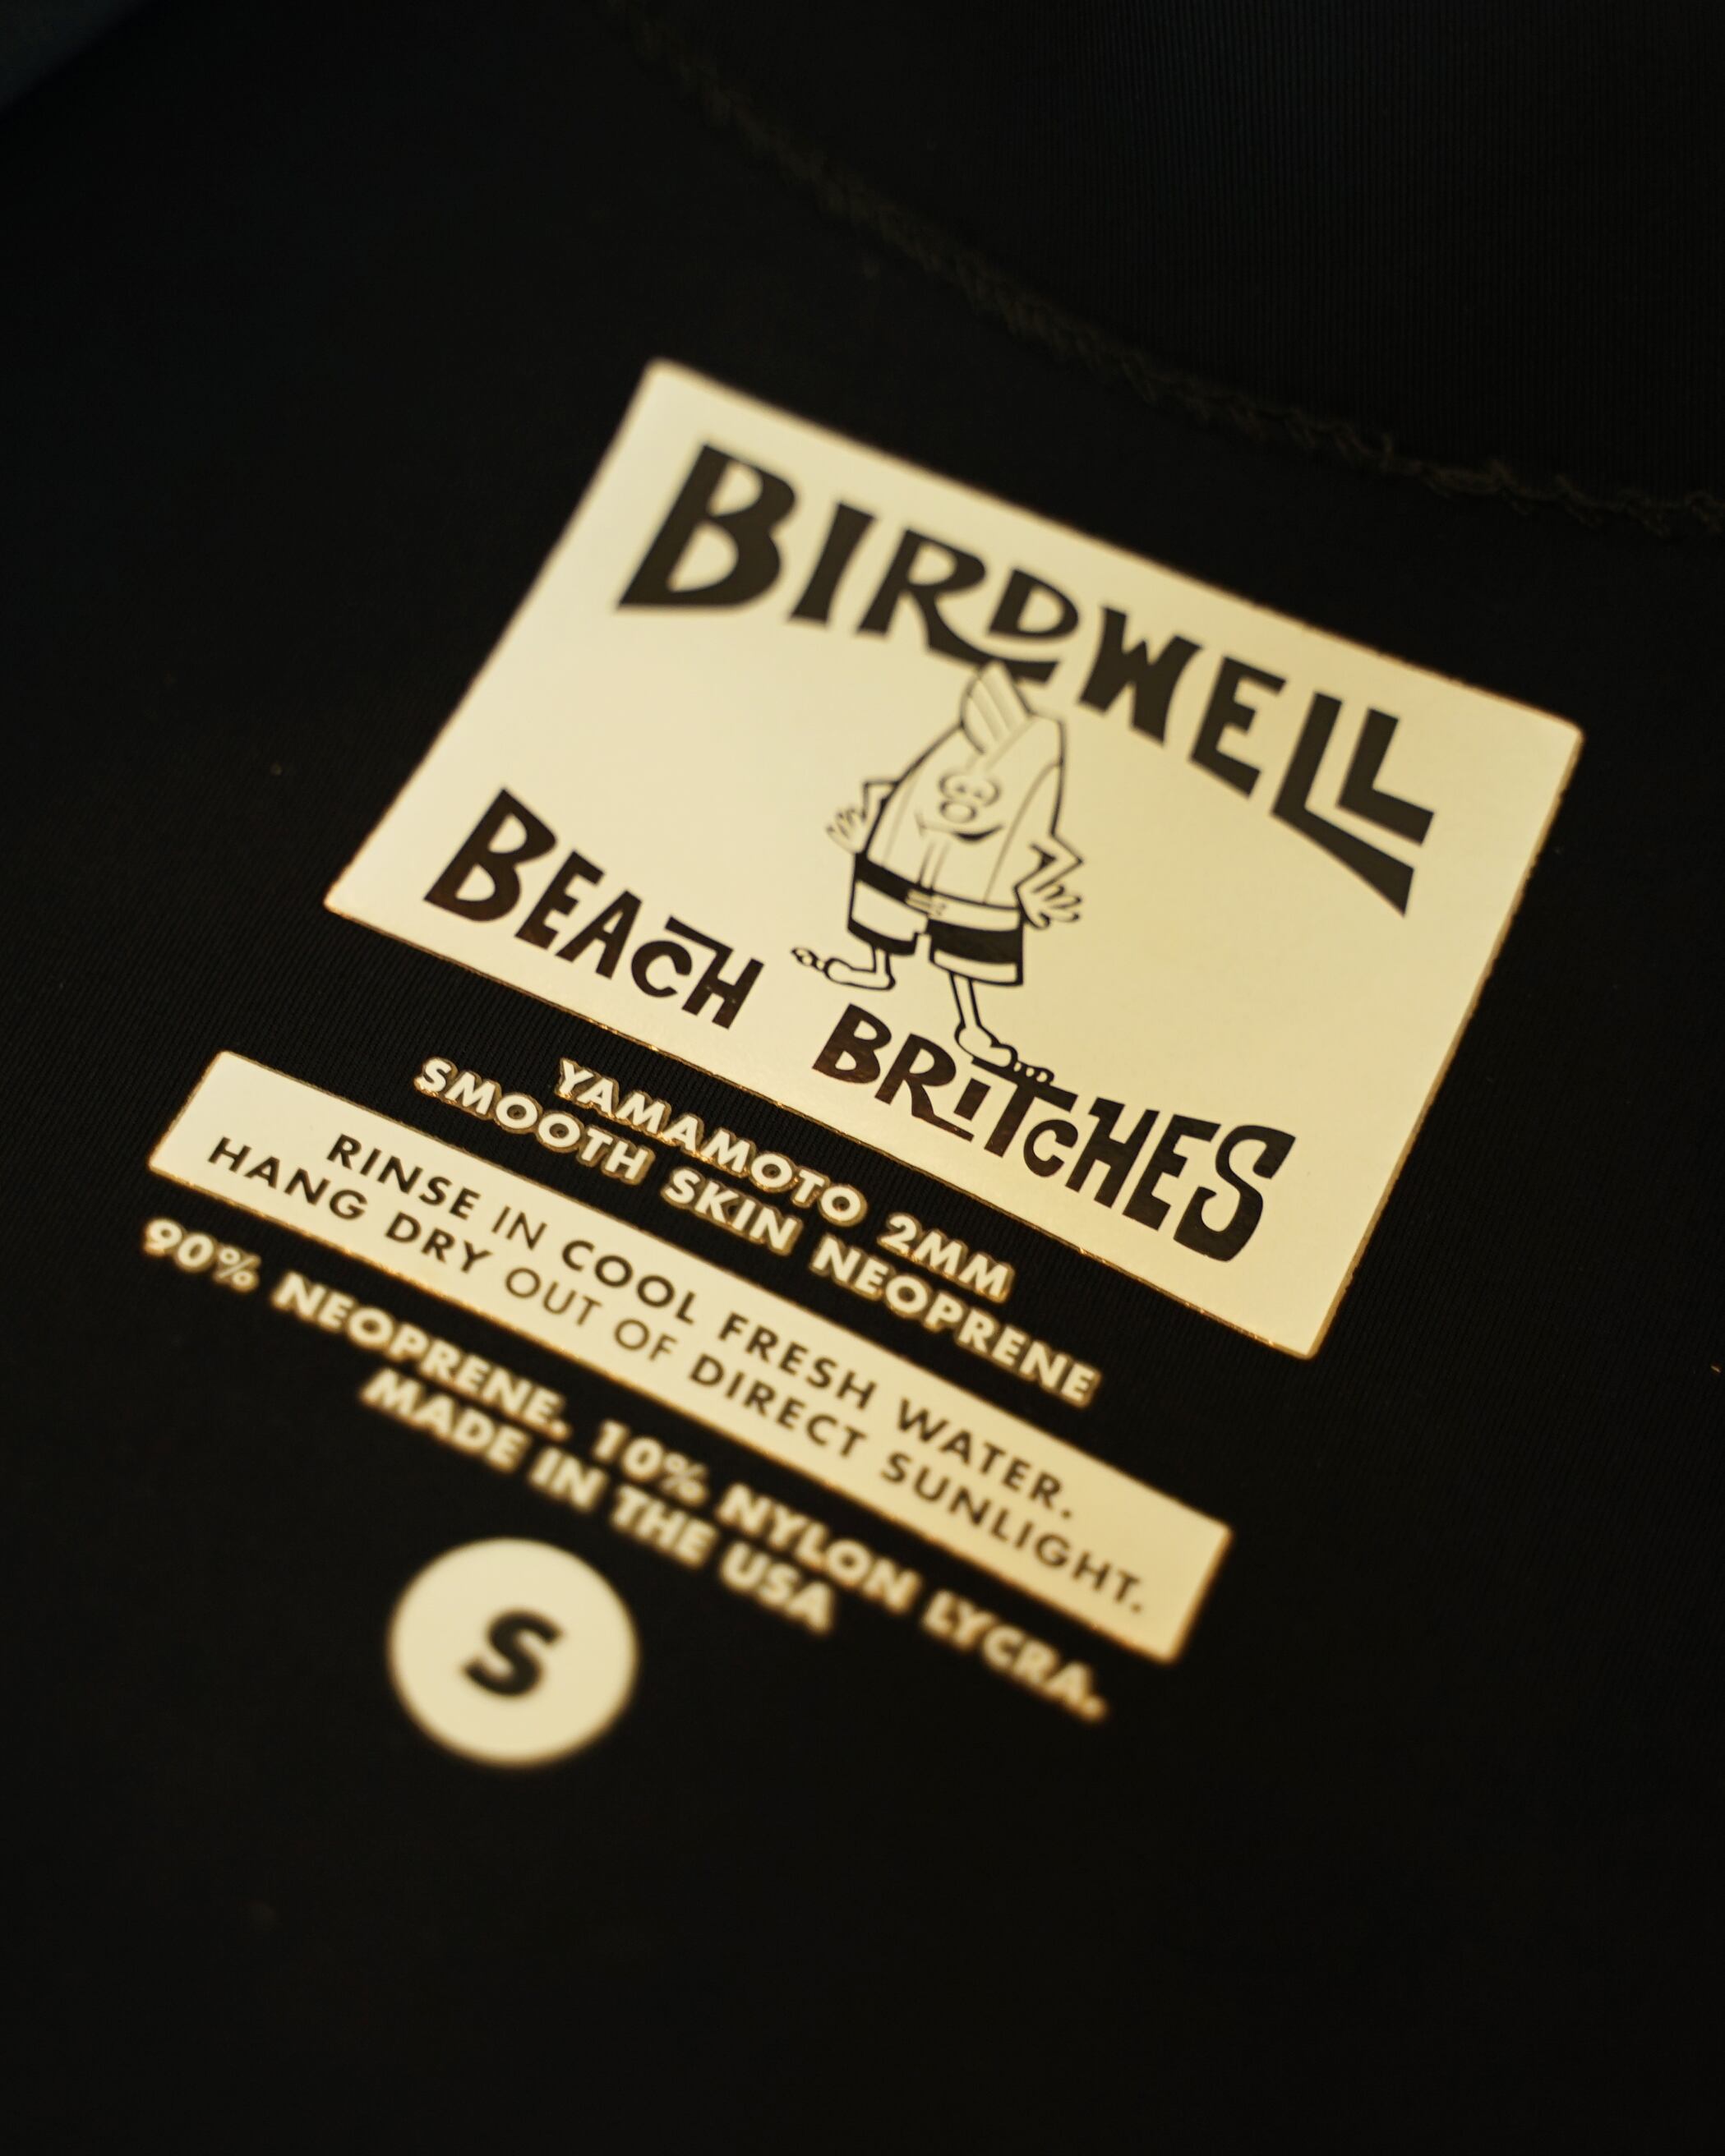 BIRDWELL
BEACH BRITCHES
YAMAMOTO 2MM
SMOOTH SKIN NEOPRENE
RINSE IN COOL FRESH WATER.
HANG DRY OUT OF DIRECT SUNLIGHT.
90% NEOPRENE. 10% NYLON LYCRA.
MADE IN THE USA
S